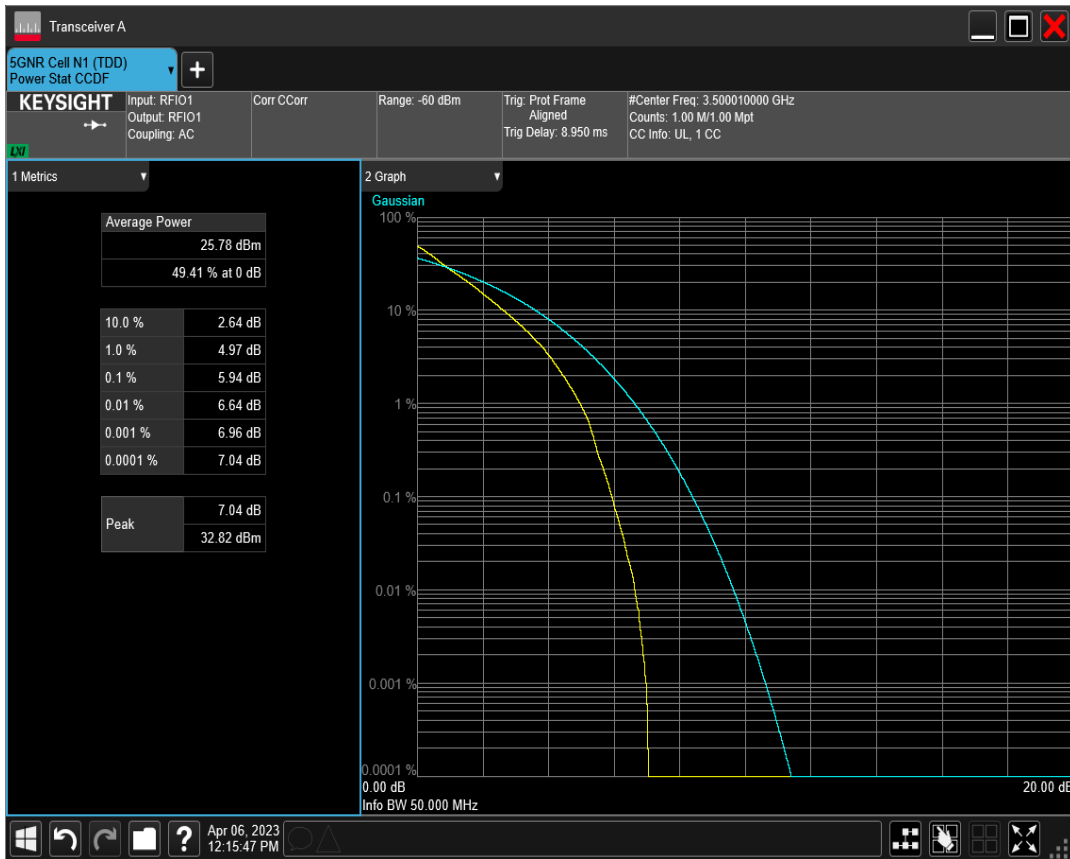 Transceiver A
5GNR Cell N1 (TDD)
Power Stat CCDF
KEYSIGHT
LXI
Input: RFIO1
Output: RFIO1
Coupling: AC
Corr CCorr
Range: -60 dBm
Trig: Prot Frame
Aligned
Trig Delay: 8.950 ms
#Center Freq: 3.500010000 GHz
Counts: 1.00 M/1.00 Mpt
CC Info: UL, 1 CC
1 Metrics
Average Power
25.78 dBm
49.41 % at 0 dB
10.0 % 2.64 dB
1.0 % 4.97 dB
0.1 % 5.94 dB
0.01 % 6.64 dB
0.001 % 6.96 dB
0.0001 % 7.04 dB
Peak
7.04 dB
32.82 dBm
2 Graph
Gaussian
100 %
10 %
1 %
0.1 %
0.01 %
0.001 %
0.0001 %
0.00 dB 20.00 dB
Info BW 50.000 MHz
Apr 06, 2023
12:15:47 PM